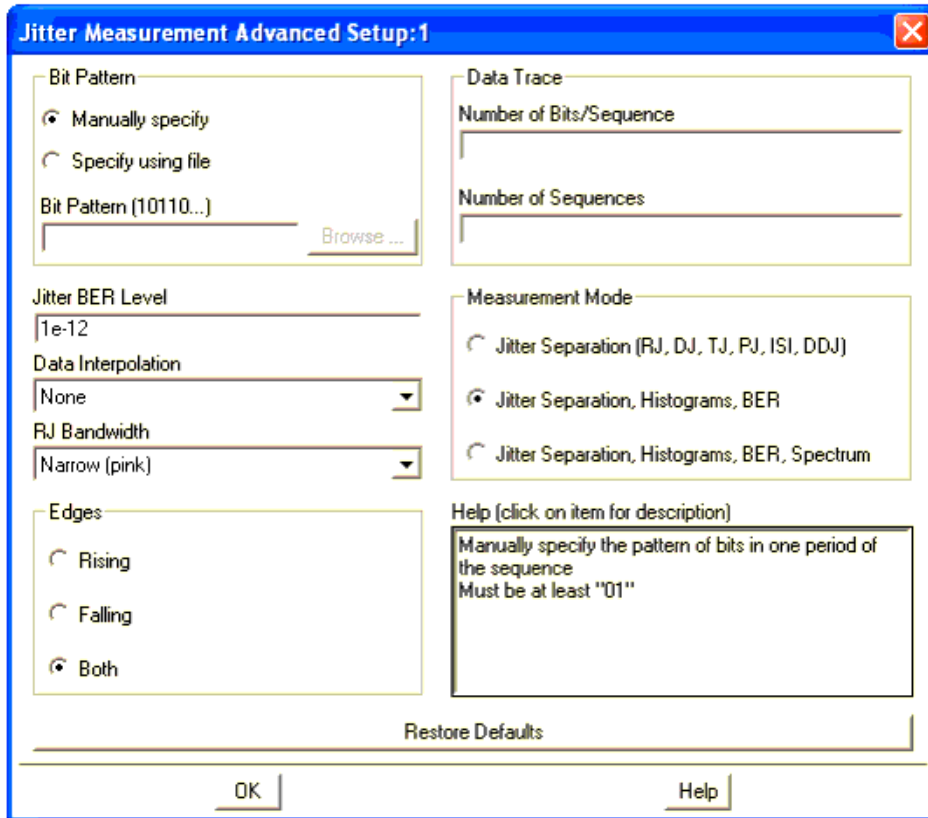 Jitter Measurement Advanced Setup:1
Bit Pattern
Manually specify
Specify using file
Bit Pattern (10110...)
Browse ...
Data Trace
Number of Bits/Sequence
Number of Sequences
Jitter BER Level
1e-12
Data Interpolation
None
RJ Bandwidth
Narrow (pink)
Measurement Mode
Jitter Separation (RJ, DJ, TJ, PJ, ISI, DDJ)
Jitter Separation, Histograms, BER
Jitter Separation, Histograms, BER, Spectrum
Edges
Rising
Falling
Both
Help (click on item for description)
Manually specify the pattern of bits in one period of
the sequence
Must be at least "01"
Restore Defaults
OK
Help